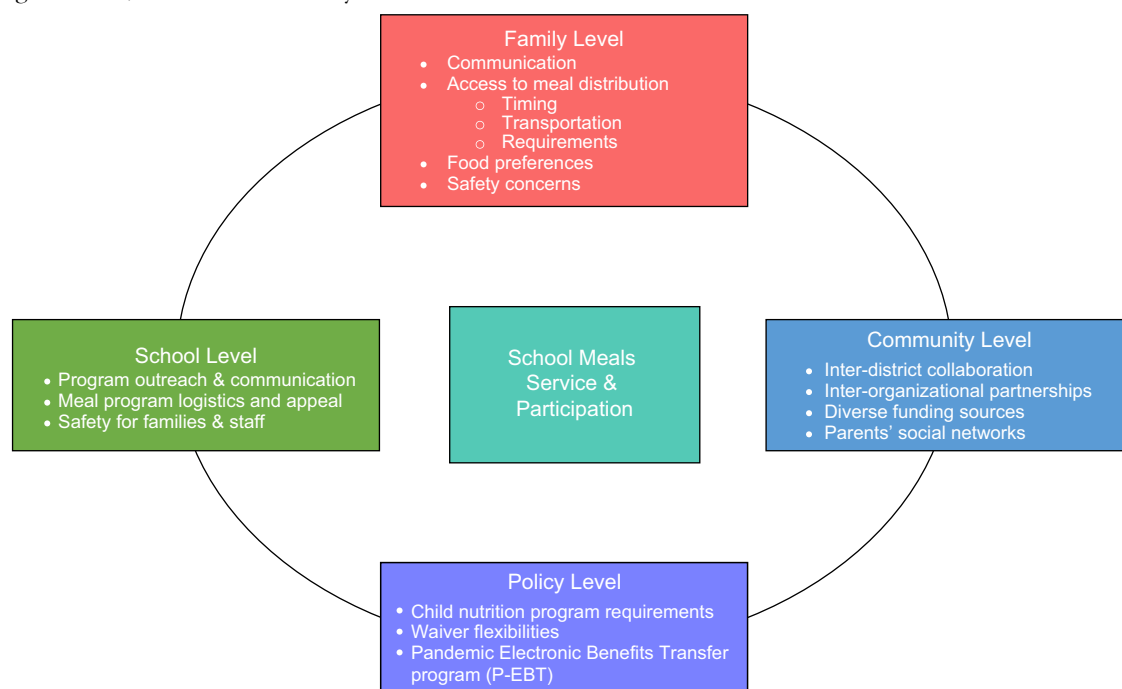 Family Level
• Communication
• Access to meal distribution
○ Timing
○ Transportation
○ Requirements
• Food preferences
• Safety concerns
School Level
• Program outreach & communication
• Meal program logistics and appeal
• Safety for families & staff
School Meals
Service &
Participation
Community Level
• Inter-district collaboration
• Inter-organizational partnerships
• Diverse funding sources
• Parents’ social networks
Policy Level
• Child nutrition program requirements
• Waiver flexibilities
• Pandemic Electronic Benefits Transfer
program (P-EBT)